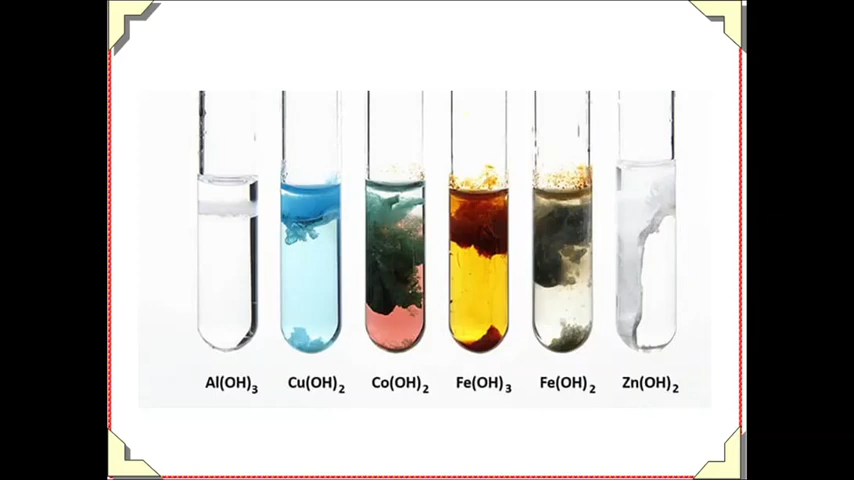 Al(OH)₃ Cu(OH)₂ Co(OH)₂ Fe(OH)₃ Fe(OH)₂ Zn(OH)₂